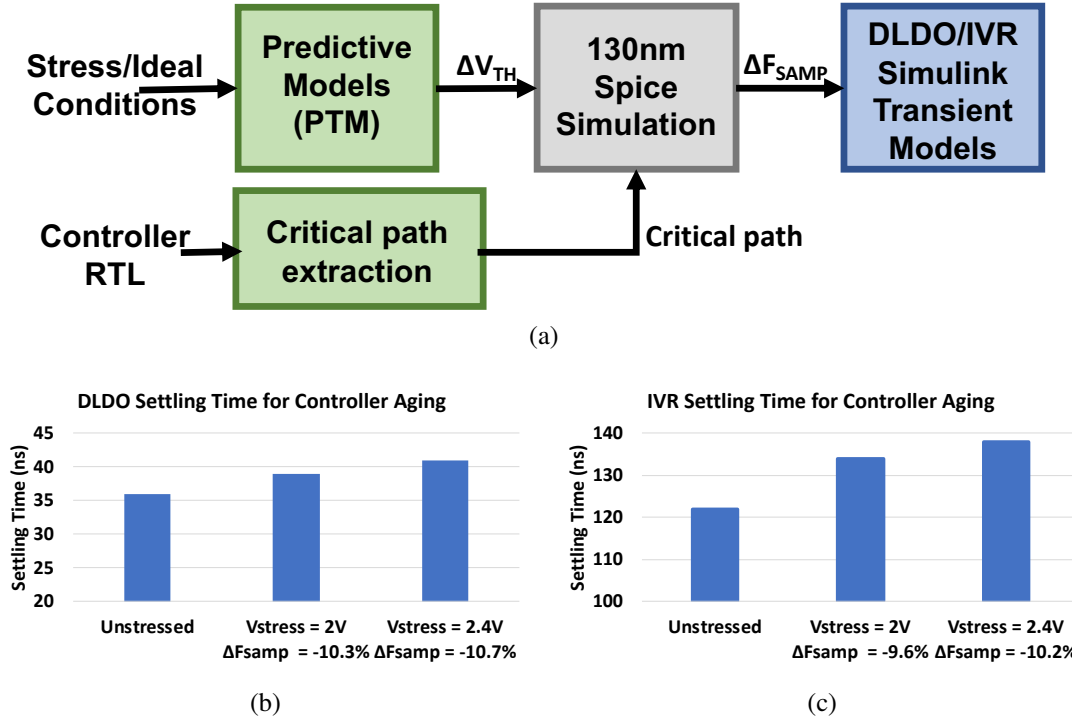 Stress/Ideal
Conditions
Predictive
Models
(PTM)
ΔV_TH
130nm
Spice
Simulation
ΔF_SAMP
DLDO/IVR
Simulink
Transient
Models
Controller
RTL
Critical path
extraction
Critical path
(a)
DLDO Settling Time for Controller Aging
Settling Time (ns)
45
40
35
30
25
20
Unstressed
Vstress = 2V
ΔFsamp = -10.3%
Vstress = 2.4V
ΔFsamp = -10.7%
(b)
IVR Settling Time for Controller Aging
Settling Time (ns)
140
130
120
110
100
Unstressed
Vstress = 2V
ΔFsamp = -9.6%
Vstress = 2.4V
ΔFsamp = -10.2%
(c)